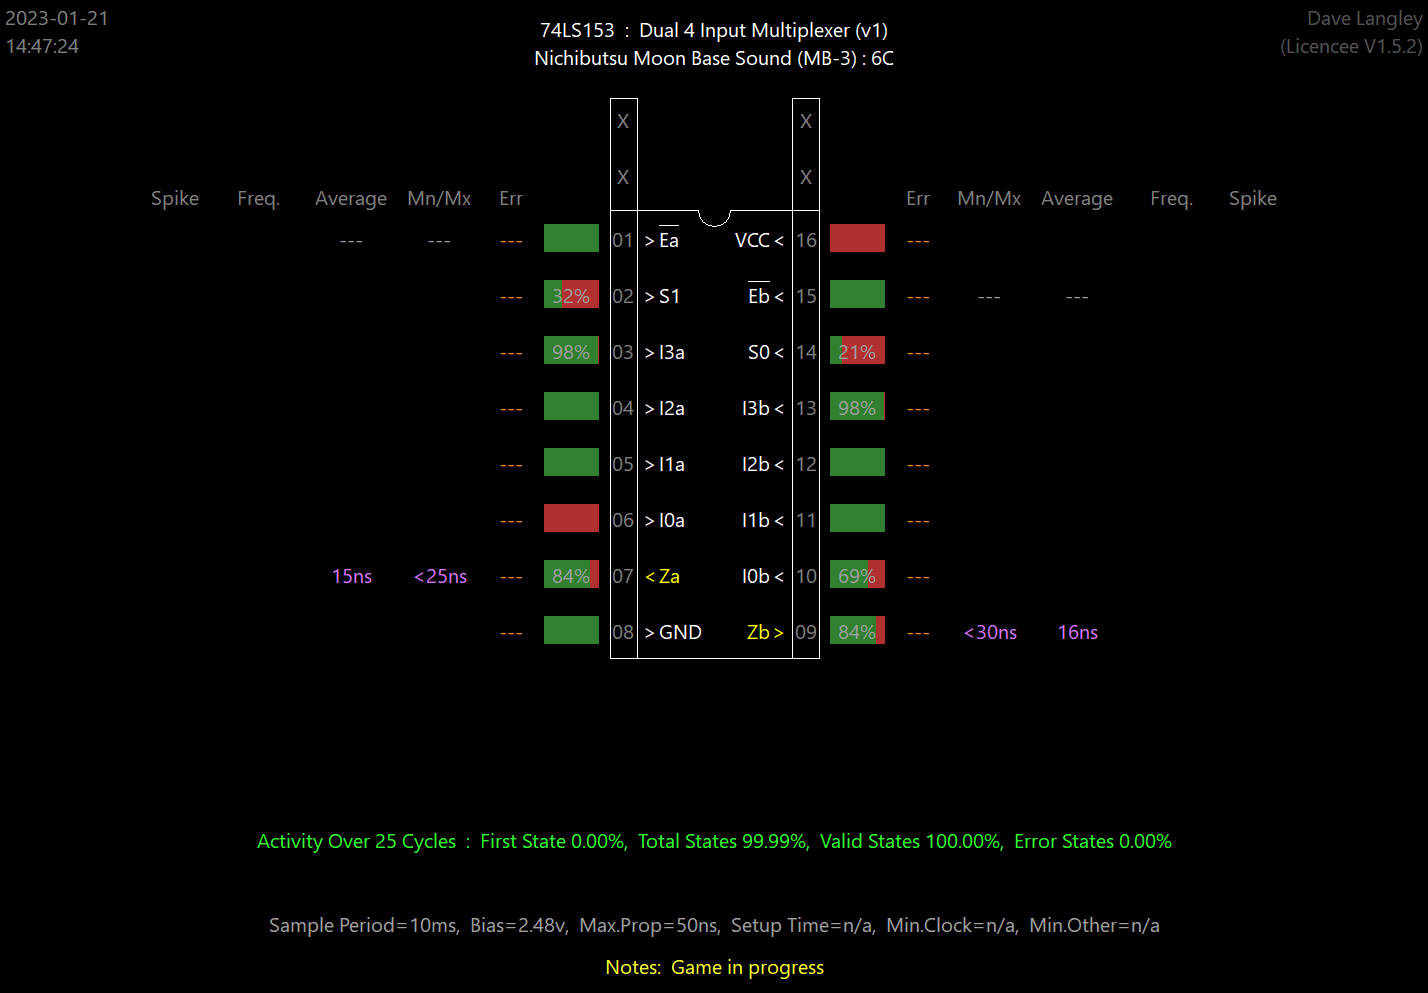 2023-01-21
14:47:24
74LS153 : Dual 4 Input Multiplexer (v1)
Nichibutsu Moon Base Sound (MB-3) : 6C
Dave Langley
(Licencee V1.5.2)
X X
X X
Spike Freq. Average Mn/Mx Err Err Mn/Mx Average Freq. Spike
--- --- --- 01 > Ea VCC < 16 ---
--- 32% 02 > S1 Eb < 15 --- --- ---
--- 98% 03 > I3a S0 < 14 21% ---
--- 04 > I2a I3b < 13 98% ---
--- 05 > I1a I2b < 12 ---
--- 06 > I0a I1b < 11 ---
15ns <25ns --- 84% 07 < Za I0b < 10 69% ---
--- 08 > GND Zb > 09 84% --- <30ns 16ns
Activity Over 25 Cycles : First State 0.00%, Total States 99.99%, Valid States 100.00%, Error States 0.00%
Sample Period=10ms, Bias=2.48v, Max.Prop=50ns, Setup Time=n/a, Min.Clock=n/a, Min.Other=n/a
Notes: Game in progress